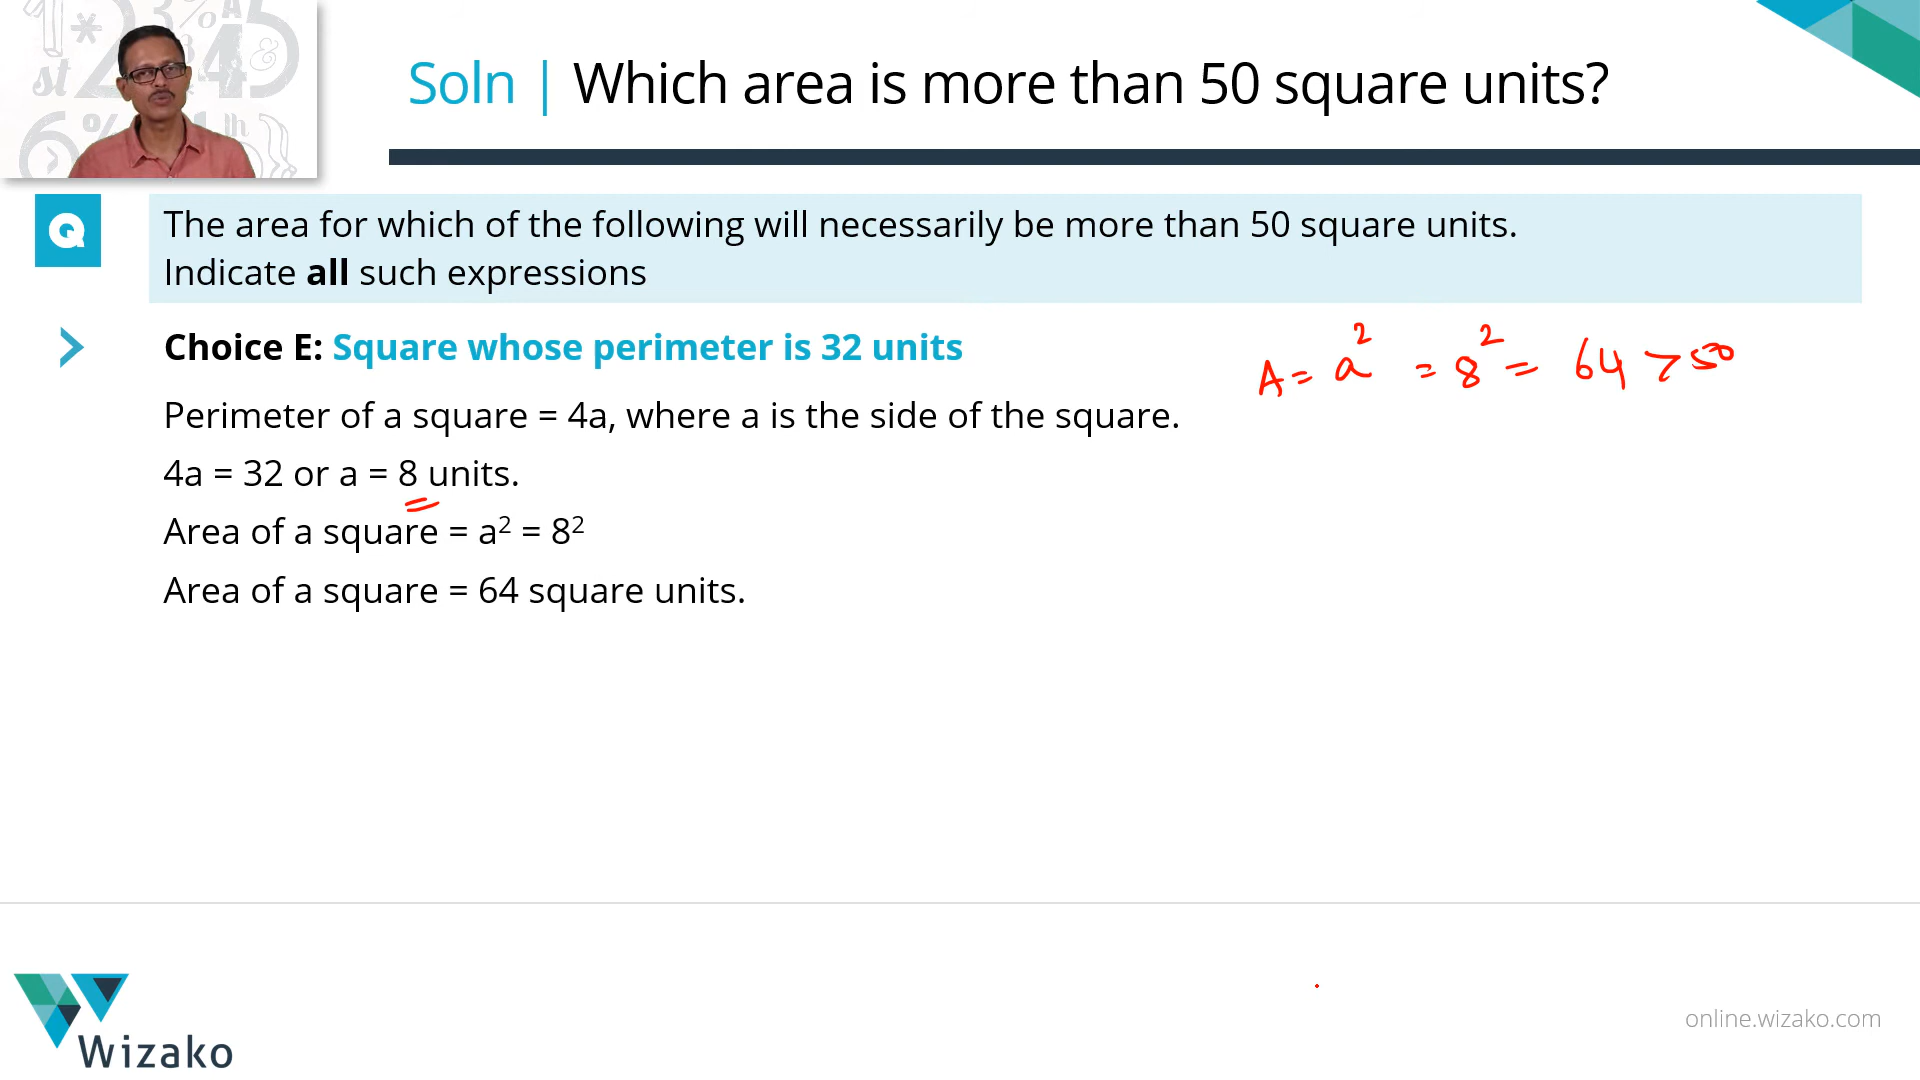 Soln | Which area is more than 50 square units?
Q
The area for which of the following will necessarily be more than 50 square units.
Indicate all such expressions
Choice E: Square whose perimeter is 32 units
A = a² = 8² = 64 > 50
Perimeter of a square = 4a, where a is the side of the square.
4a = 32 or a = 8 units.
Area of a square = a² = 8²
Area of a square = 64 square units.
Wizako
online.wizako.com